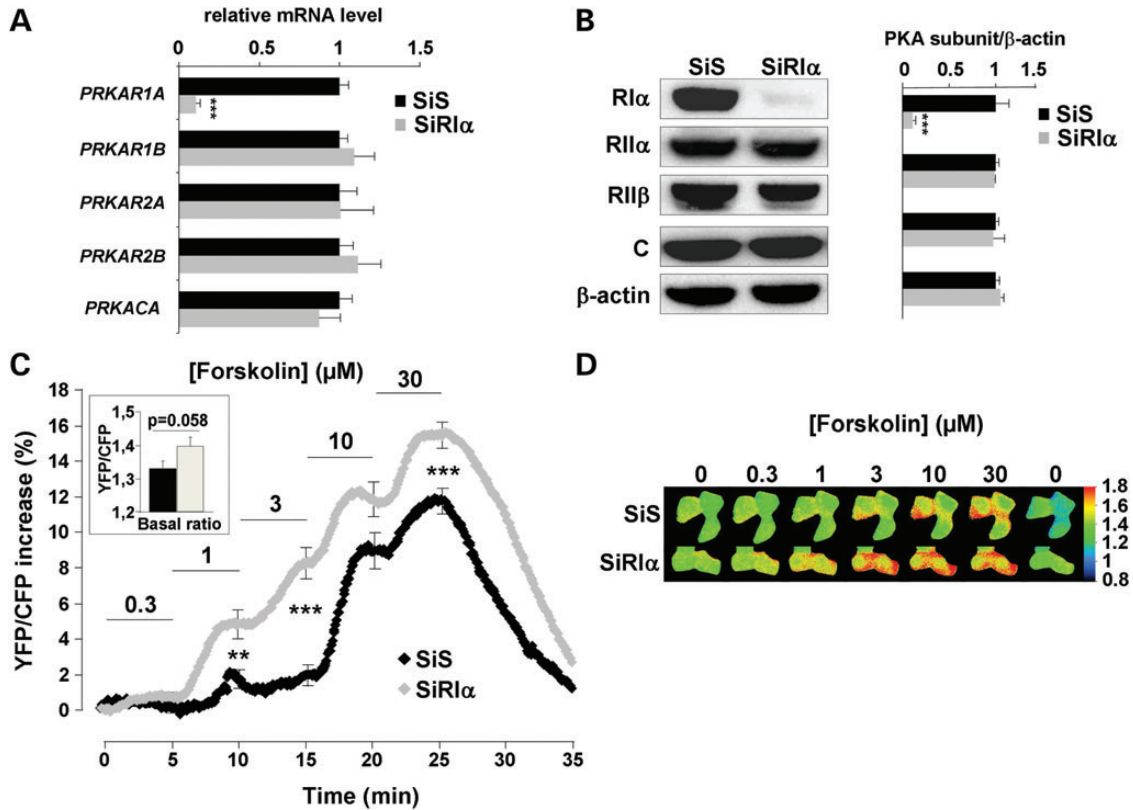 A
relative mRNA level
0 0.5 1 1.5
PRKAR1A
***
SiS
SiRIα
PRKAR1B
PRKAR2A
PRKAR2B
PRKACA
B
SiS SiRIα
RIα
RIIα
RIIβ
C
β-actin
PKA subunit/β-actin
0 1 1.5
***
SiS
SiRIα
C
[Forskolin] (µM)
YFP/CFP increase (%)
18
16
14
12
10
8
6
4
2
0
0.3
1
3
10
30
1,5
1,4
1,3
1,2
YFP/CFP
p=0.058
Basal ratio
**
***
***
SiS
SiRIα
0 5 10 15 20 25 30 35
Time (min)
D
[Forskolin] (µM)
0 0.3 1 3 10 30 0
SiS
SiRIα
1.8
1.6
1.4
1.2
1
0.8